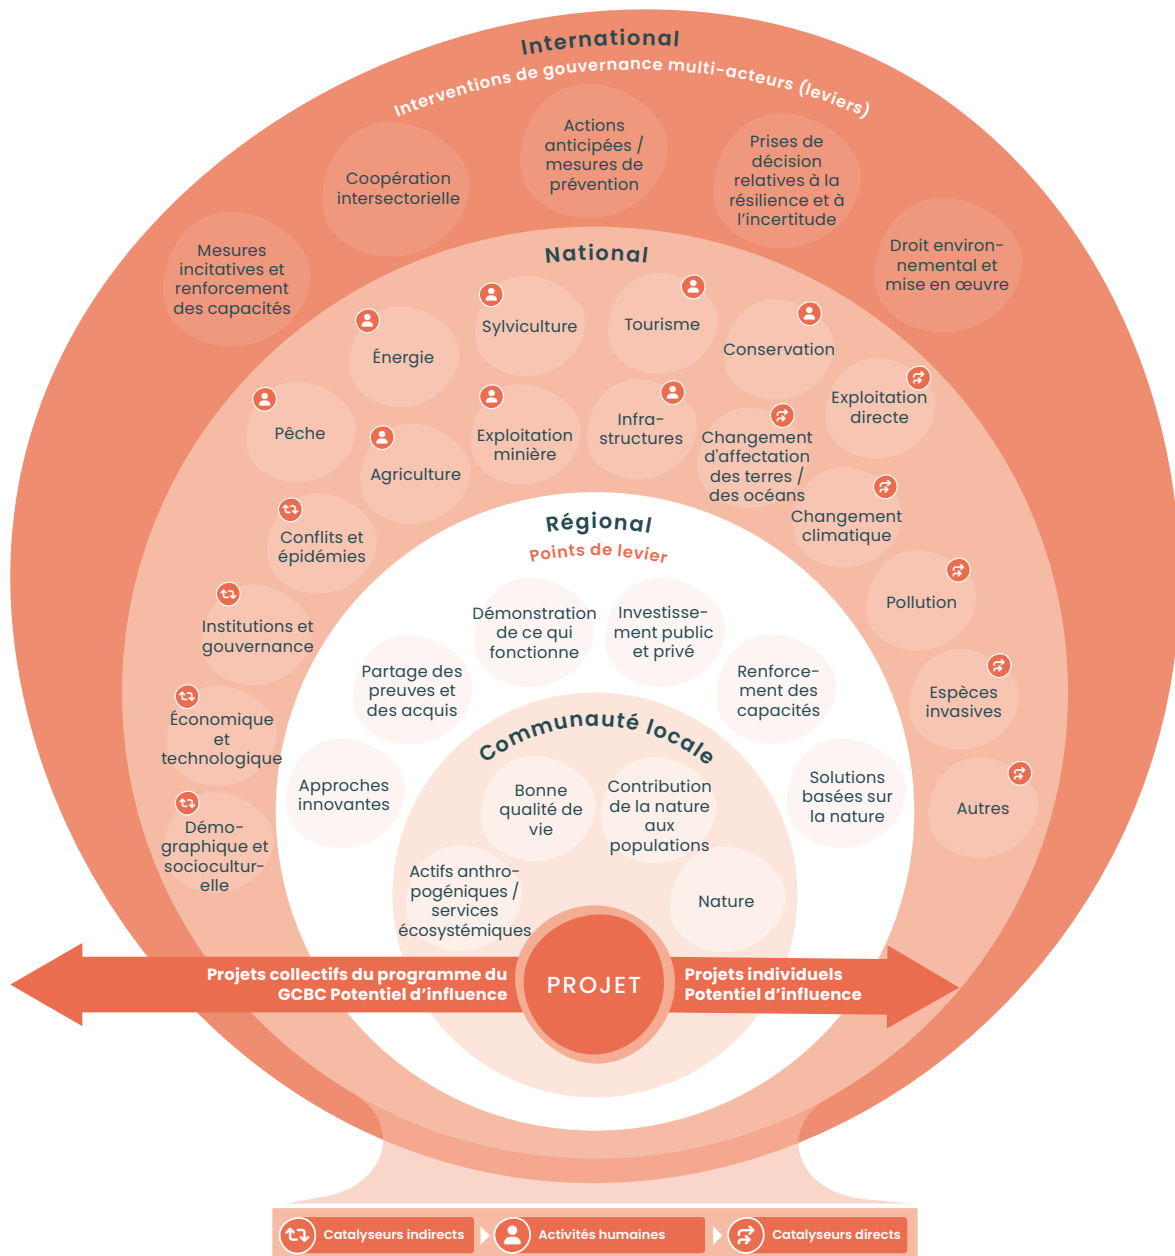 International
Interventions de gouvernance multi-acteurs (leviers)
Mesures
incitatives et
renforcement
des capacités
Coopération
intersectorielle
Actions
anticipées /
mesures de
prévention
Prises de
décision
relatives à la
résilience et à
l’incertitude
Droit environ-
nemental et
mise en œuvre
National
Démo-
graphique et
sociocultur-
elle
Économique
et
technologique
Institutions et
gouvernance
Conflits et
épidémies
Pêche
Agriculture
Énergie
Sylviculture
Exploitation
minière
Tourisme
Infra-
structures
Conservation
Changement
d'affectation
des terres /
des océans
Exploitation
directe
Changement
climatique
Pollution
Espèces
invasives
Autres
Régional
Points de levier
Approches
innovantes
Partage des
preuves et
des acquis
Démonstration
de ce qui
fonctionne
Investisse-
ment public
et privé
Renforce-
ment des
capacités
Solutions
basées sur
la nature
Communauté locale
Actifs anthro-
pogéniques /
services
écosystémiques
Bonne
qualité de
vie
Contribution
de la nature
aux
populations
Nature
Projets collectifs du programme du
GCBC Potentiel d’influence
PROJET
Projets individuels
Potentiel d’influence
Catalyseurs indirects
Activités humaines
Catalyseurs directs